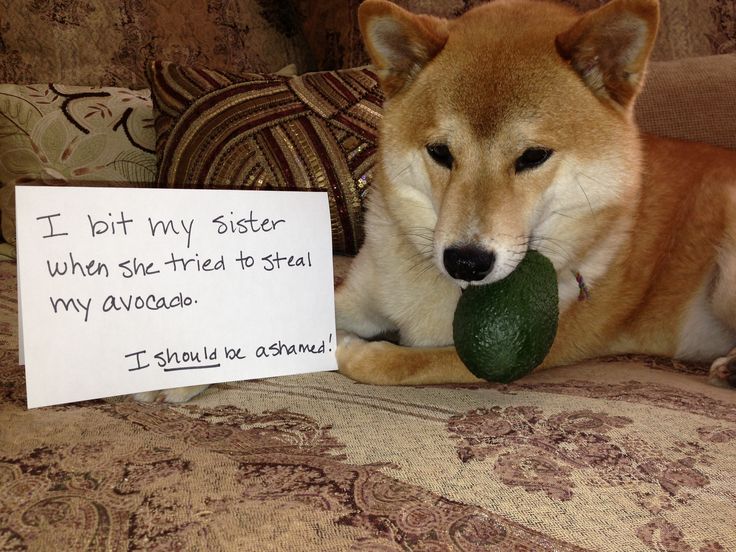 I bit my sister
when she tried to steal
my avocado.
I should be ashamed!